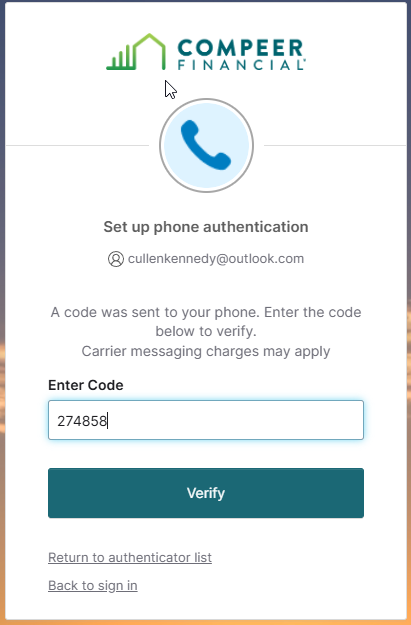 COMPEER
FINANCIAL
Set up phone authentication
cullenkennedy@outlook.com
A code was sent to your phone. Enter the code
below to verify.
Carrier messaging charges may apply
Enter Code
274858
Verify
Return to authenticator list
Back to sign in